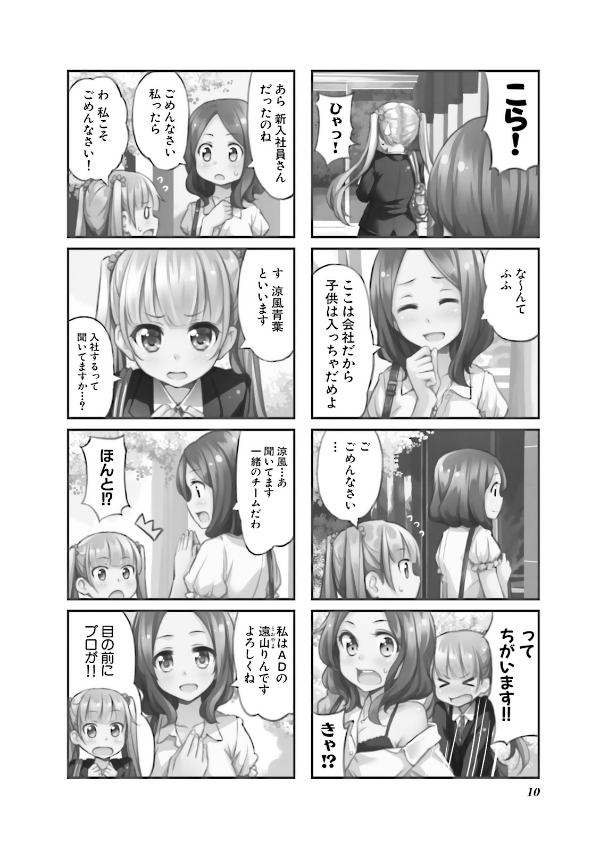 こら！
ひゃっ！
な～んて
ふふ
ここは会社だから
子供は入っちゃだめよ
ご
ごめんなさい
…
って
ちがいます!!
きゃ!?
あら 新入社員さん
だったのね
ごめんなさい
私ったら
わ 私こそ
ごめんなさい！
す 涼風青葉
といいます
入社するって
聞いてますか…?
涼風…あ
聞いてます
一緒のチームだわ
ほんと!?
私はＡＤの
遠山りんです
とおやま
よろしくね
目の前に
プロが!!
10